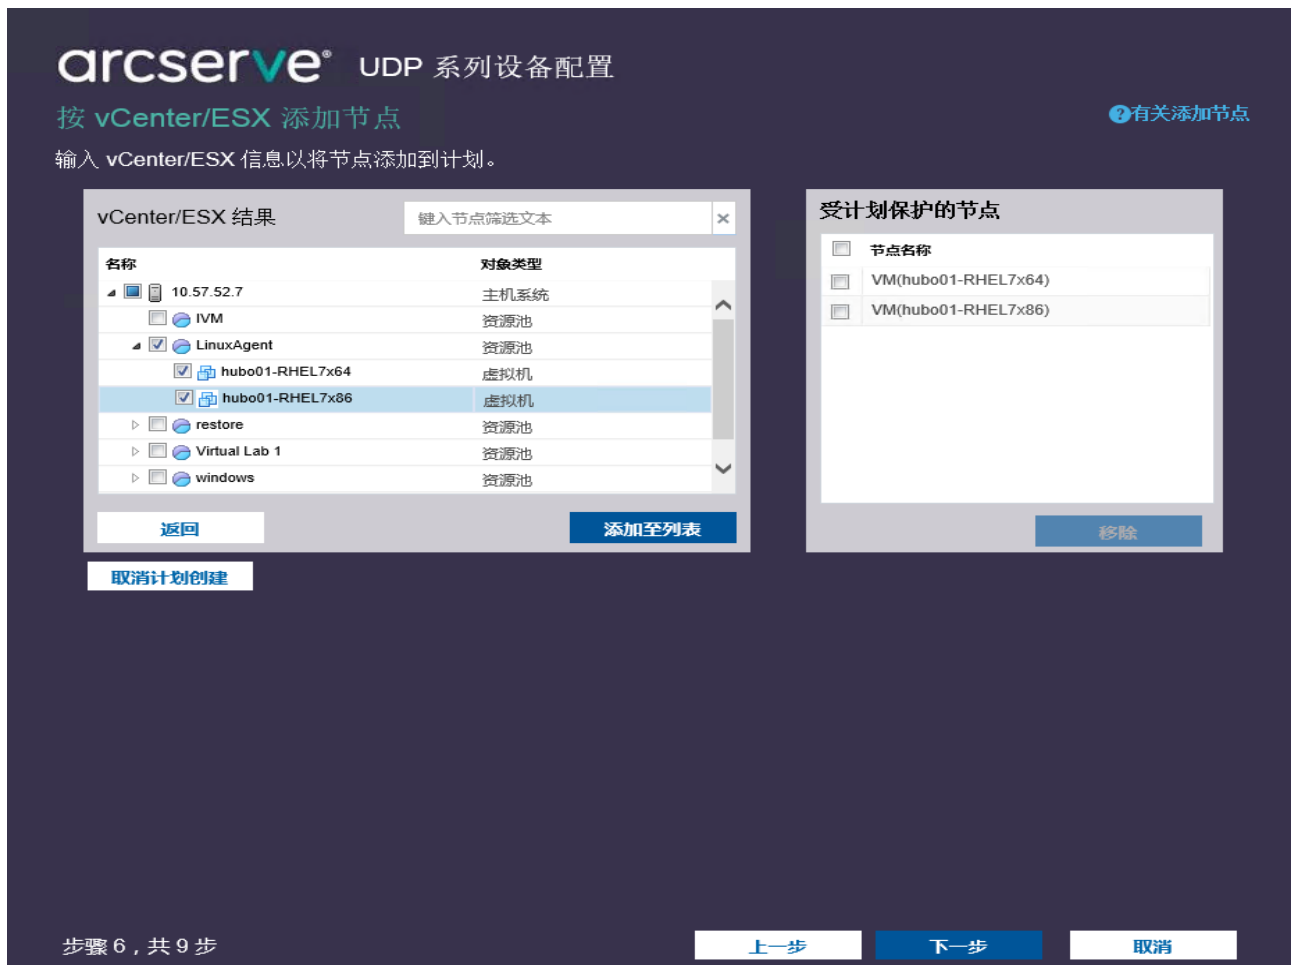 arcserve® UDP 系列设备配置
按 vCenter/ESX 添加节点
?有关添加节点
输入 vCenter/ESX 信息以将节点添加到计划。
vCenter/ESX 结果
键入节点筛选文本
名称 对象类型
10.57.52.7 主机系统
IVM 资源池
LinuxAgent 资源池
hubo01-RHEL7x64 虚拟机
hubo01-RHEL7x86 虚拟机
restore 资源池
Virtual Lab 1 资源池
windows 资源池
返回 添加至列表
受计划保护的节点
节点名称
VM(hubo01-RHEL7x64)
VM(hubo01-RHEL7x86)
移除
取消计划创建
步骤 6，共 9 步
上一步 下一步 取消